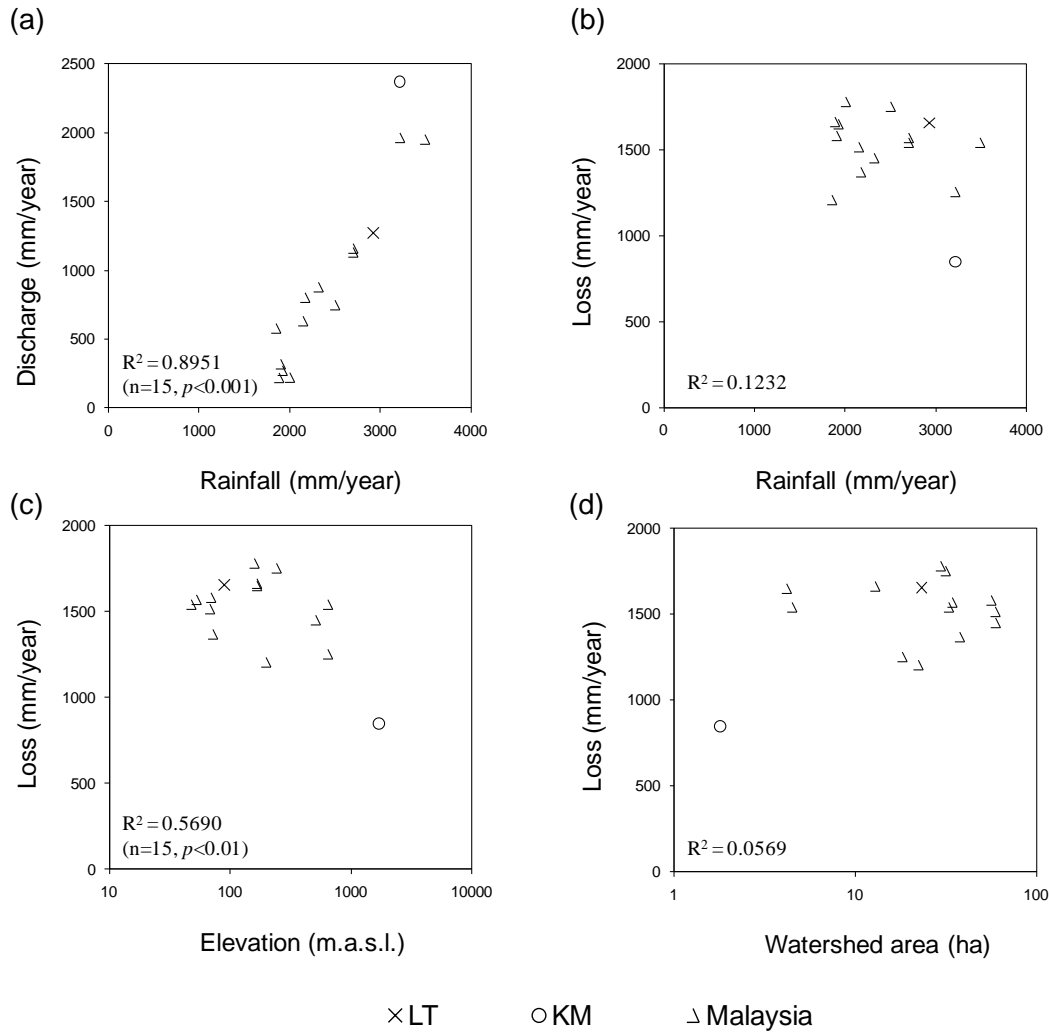 (a)
2500
2000
1500
1000
500
0
Discharge (mm/year)
R² = 0.8951
(n=15, p<0.001)
0 1000 2000 3000 4000
Rainfall (mm/year)
(b)
2000
1500
1000
500
0
Loss (mm/year)
R² = 0.1232
0 1000 2000 3000 4000
Rainfall (mm/year)
(c)
2000
1500
1000
500
0
Loss (mm/year)
R² = 0.5690
(n=15, p<0.01)
10 100 1000 10000
Elevation (m.a.s.l.)
(d)
2000
1500
1000
500
0
Loss (mm/year)
R² = 0.0569
1 10 100
Watershed area (ha)
LT KM Malaysia